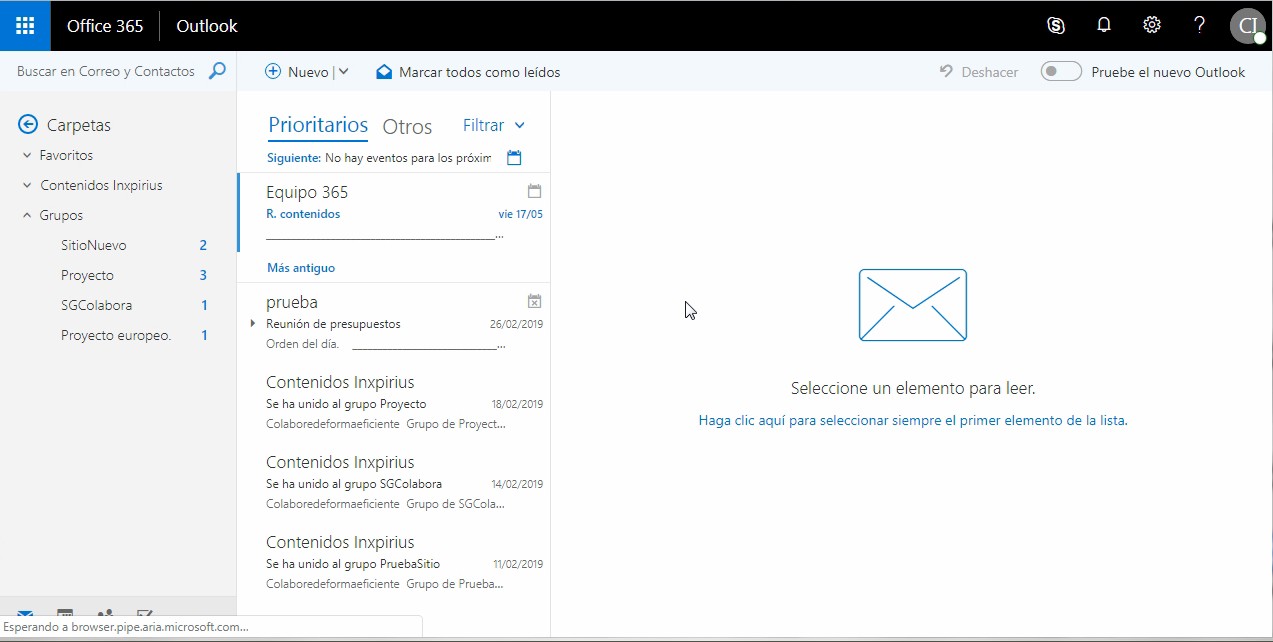 Office 365 Outlook CI
Buscar en Correo y Contactos
Nuevo Marcar todos como leídos Deshacer Pruebe el nuevo Outlook
Carpetas
Favoritos
Contenidos Inxpirius
Grupos
SitioNuevo 2
Proyecto 3
SGColabora 1
Proyecto europeo. 1
Prioritarios Otros Filtrar
Siguiente: No hay eventos para los próxim
Equipo 365
R. contenidos vie 17/05
...
Más antiguo
prueba
Reunión de presupuestos 26/02/2019
Orden del día. ...
Contenidos Inxpirius
Se ha unido al grupo Proyecto 18/02/2019
Colaboredeformaeficiente Grupo de Proyect...
Contenidos Inxpirius
Se ha unido al grupo SGColabora 14/02/2019
Colaboredeformaeficiente Grupo de SGCola...
Contenidos Inxpirius
Se ha unido al grupo PruebaSitio 11/02/2019
Colaboredeformaeficiente Grupo de Prueba...
Seleccione un elemento para leer.
Haga clic aquí para seleccionar siempre el primer elemento de la lista.
Esperando a browser.pipe.aria.microsoft.com...